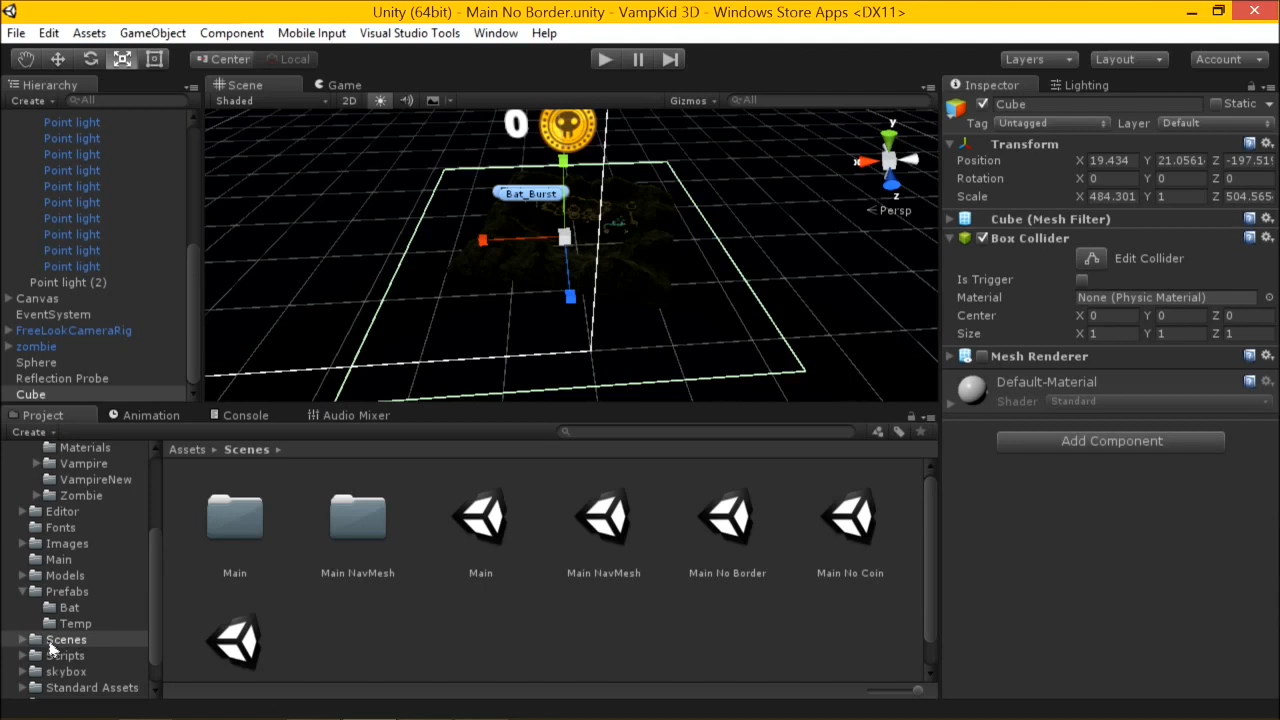 Unity (64bit) - Main No Border.unity - VampKid 3D - Windows Store Apps <DX11>
File Edit Assets GameObject Component Mobile Input Visual Studio Tools Window Help
Center Local Layers Layout Account
Hierarchy Scene Game Inspector Lighting
Create All Shaded 2D Gizmos All Cube Static
Tag Untagged Layer Default
Point light
Point light
Point light
Point light
Point light
Point light
Point light
Point light
Point light
Point light
Point light (2)
Canvas
EventSystem
FreeLookCameraRig
zombie
Sphere
Reflection Probe
Cube
0
Bat_Burst
y
x
z
Persp
Transform
Position X 19.434 Y 21.0561 Z -197.519
Rotation X 0 Y 0 Z 0
Scale X 484.301 Y 1 Z 504.565
Cube (Mesh Filter)
Box Collider
Edit Collider
Is Trigger
Material None (Physic Material)
Center X 0 Y 0 Z 0
Size X 1 Y 1 Z 1
Mesh Renderer
Default-Material
Shader Standard
Add Component
Project Animation Console Audio Mixer
Create
Materials
Vampire
VampireNew
Zombie
Editor
Fonts
Images
Main
Models
Prefabs
Bat
Temp
Scenes
Scripts
skybox
Standard Assets
Assets Scenes
Main Main NavMesh Main Main NavMesh Main No Border Main No Coin